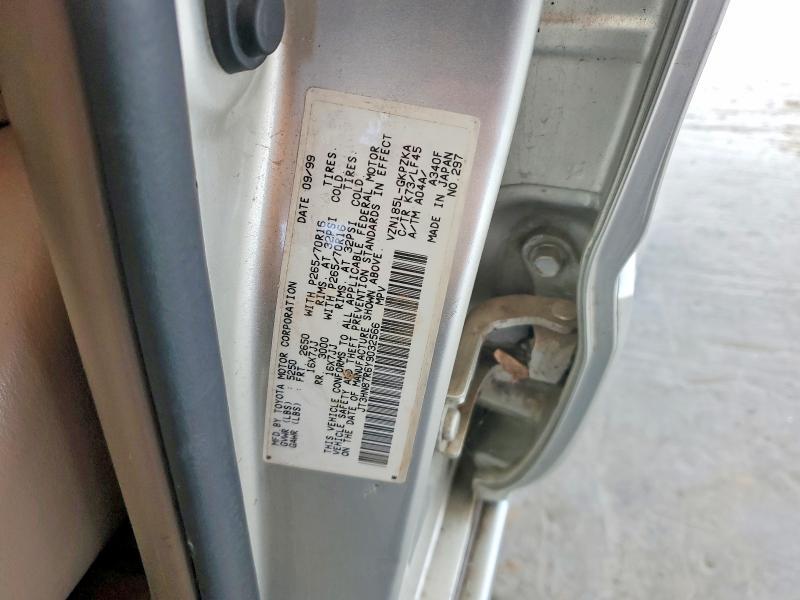 MFD. BY TOYOTA MOTOR CORPORATION DATE 09/99
GVWR (LBS) : 5250
GAWR (LBS) : FRT. 2650 WITH P265/70R16 TIRES,
16X7JJ RIMS, AT 32PSI COLD.
RR. 3000 WITH P265/70R16 TIRES,
16X7JJ RIMS, AT 32PSI COLD.
THIS VEHICLE CONFORMS TO ALL APPLICABLE FEDERAL MOTOR
VEHICLE SAFETY AND THEFT PREVENTION STANDARDS IN EFFECT
ON THE DATE OF MANUFACTURE SHOWN ABOVE.
JT3HN87R6Y9032566 MPV
VZN185L-GKPZKA
C/TR K73/LF45
A/TM A04A/ A340F
MADE IN JAPAN
NO.297